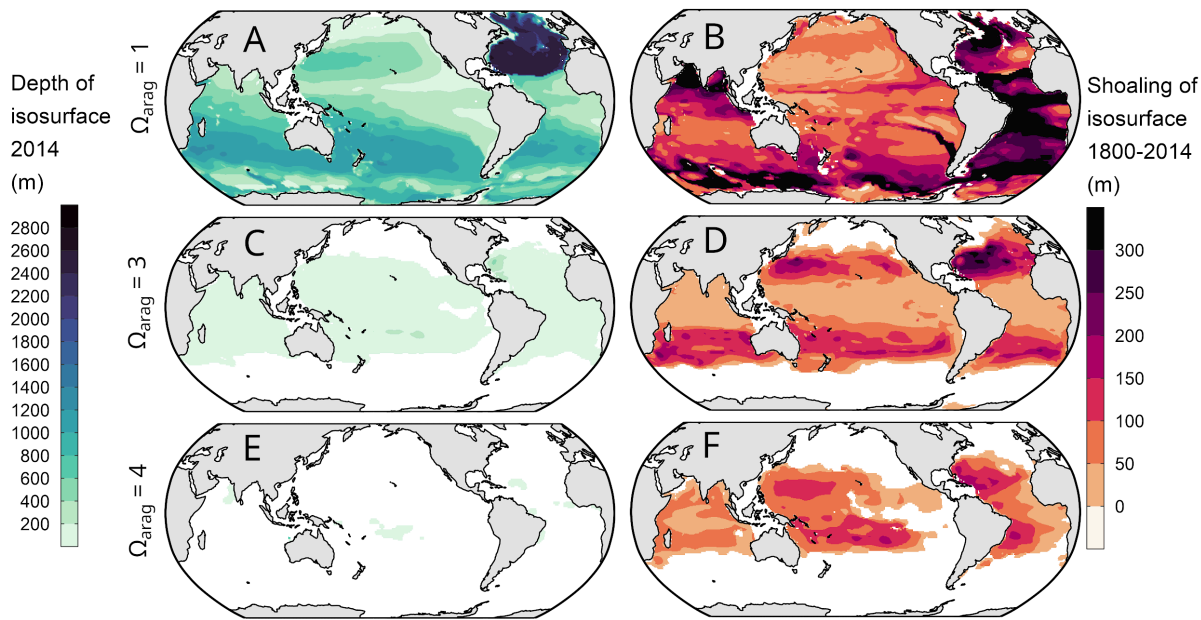 Depth of
isosurface
2014
(m)
2800
2600
2400
2200
2000
1800
1600
1400
1200
1000
800
600
400
200
Ωarag = 1
Ωarag = 3
Ωarag = 4
A
B
C
D
E
F
Shoaling of
isosurface
1800-2014
(m)
300
250
200
150
100
50
0